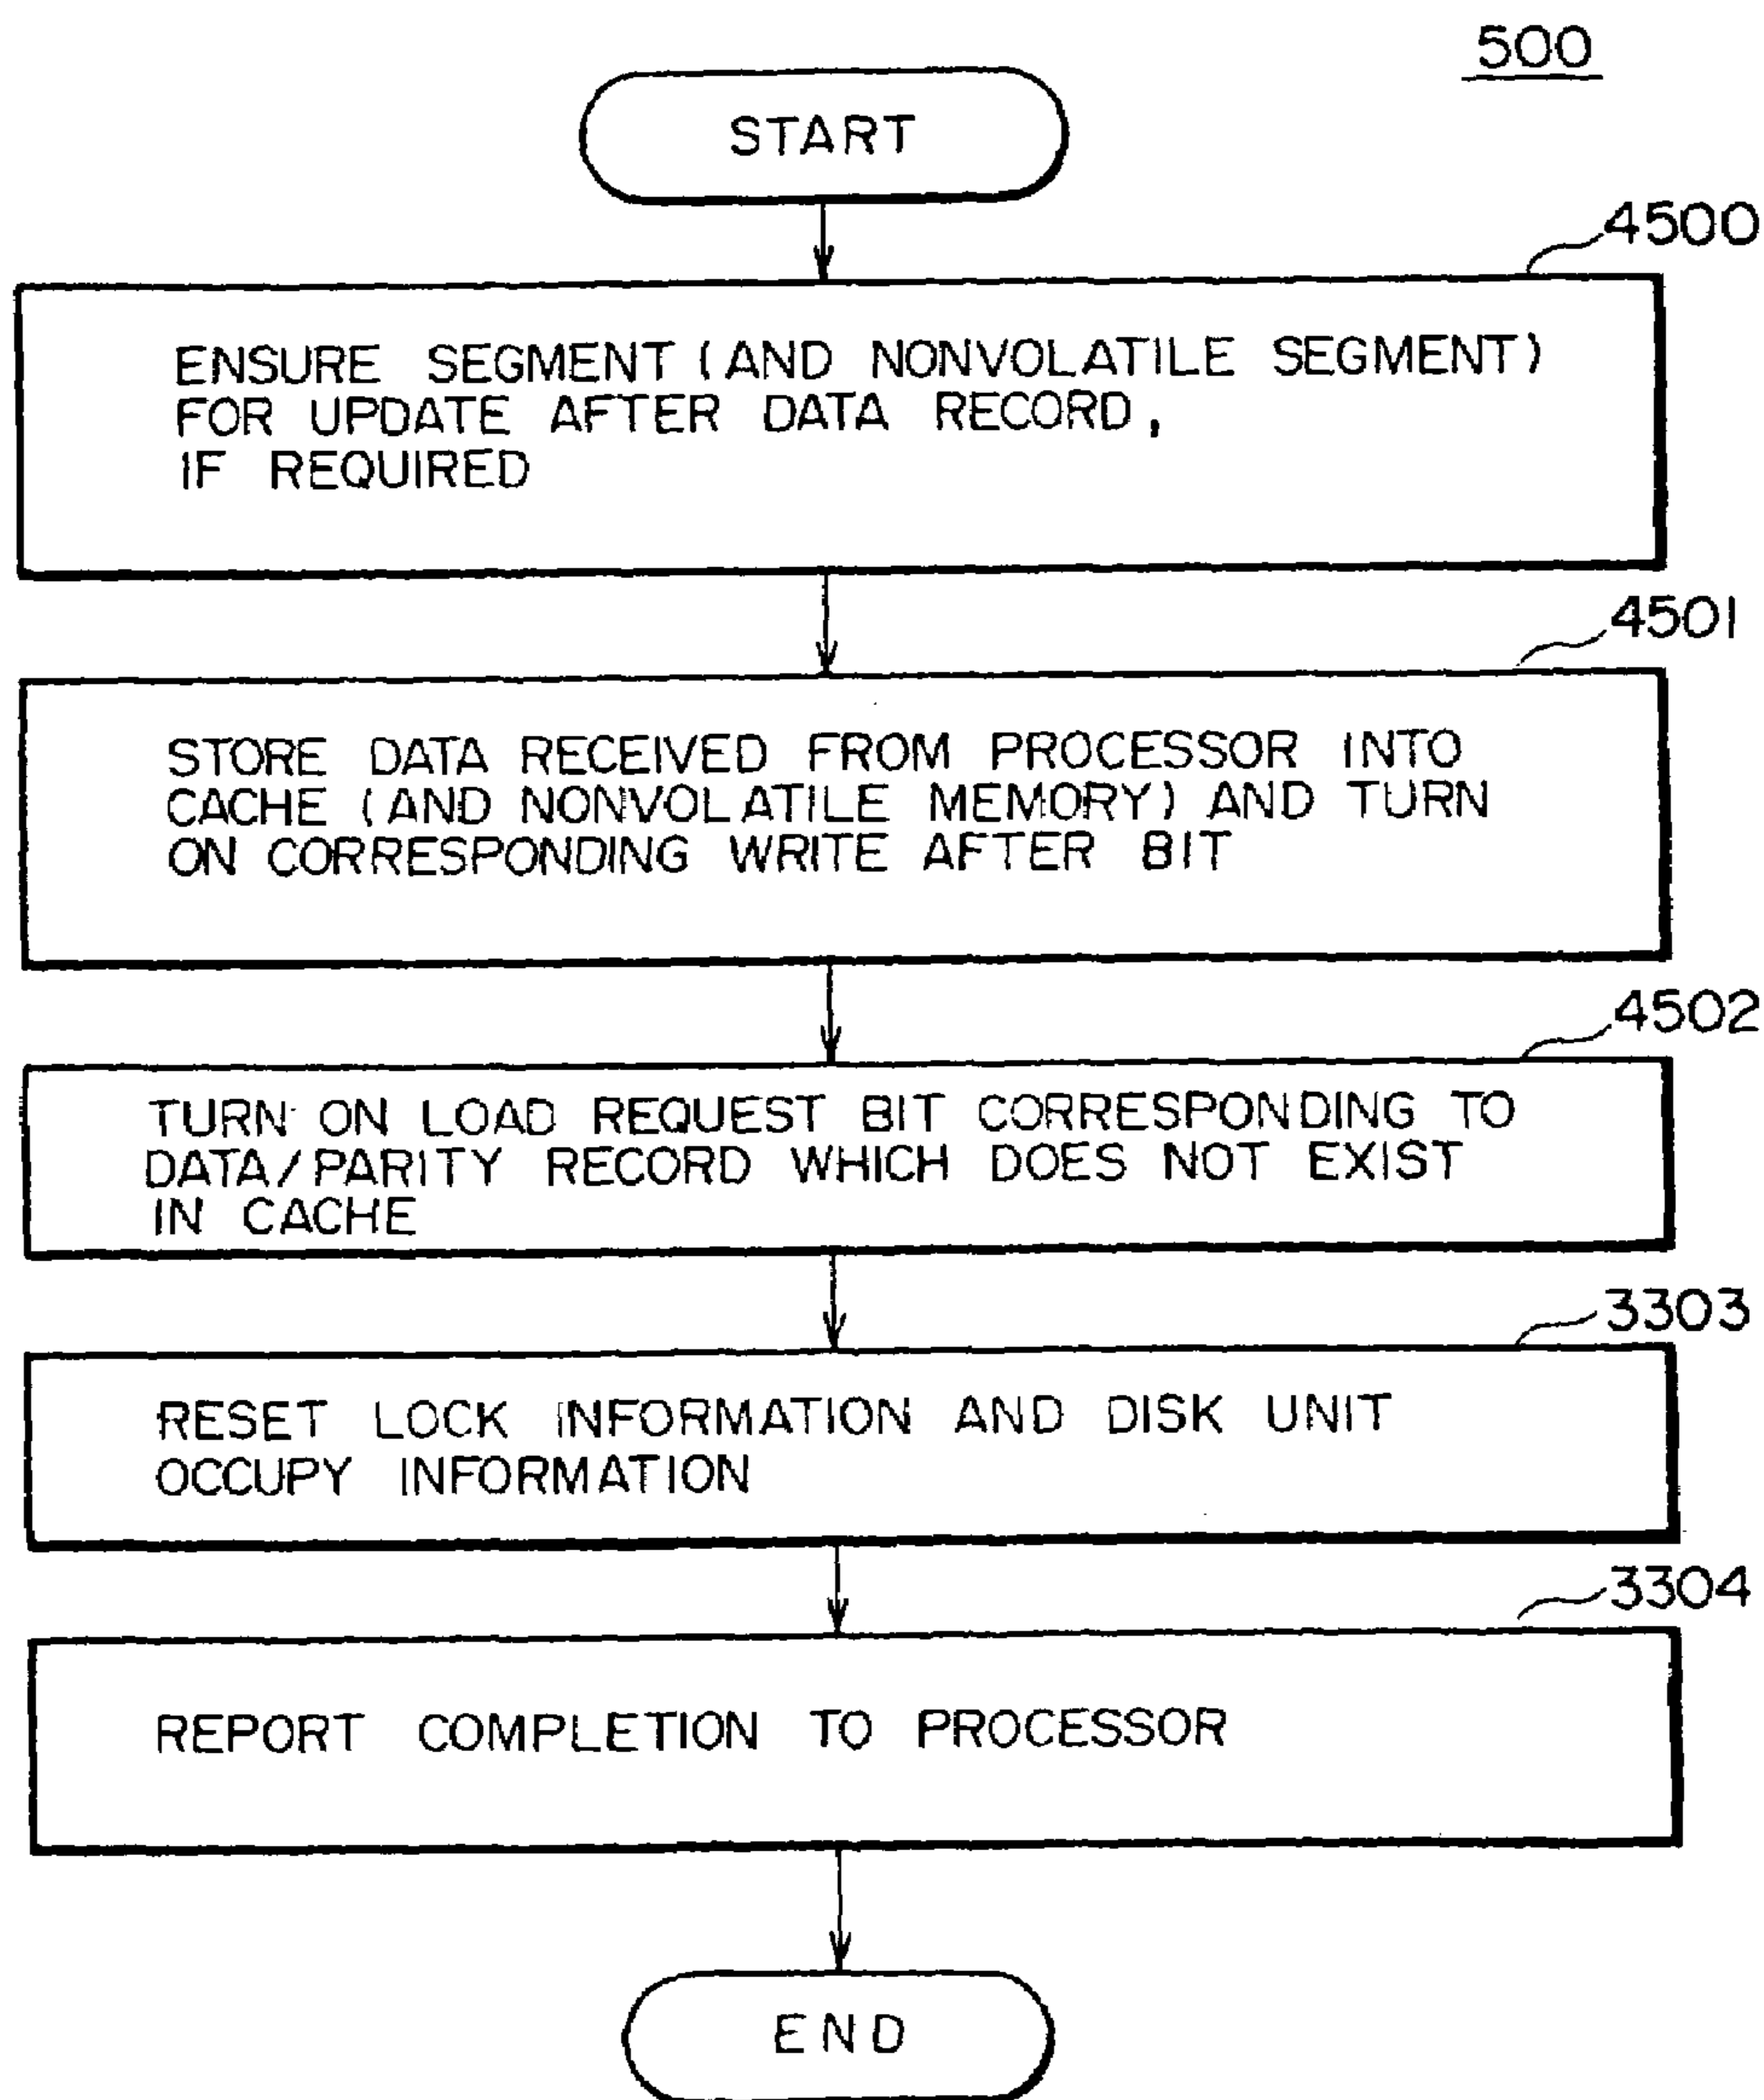 500
START
4500
ENSURE SEGMENT (AND NONVOLATILE SEGMENT)
FOR UPDATE AFTER DATA RECORD,
IF REQUIRED
4501
STORE DATA RECEIVED FROM PROCESSOR INTO
CACHE (AND NONVOLATILE MEMORY) AND TURN
ON CORRESPONDING WRITE AFTER BIT
4502
TURN ON LOAD REQUEST BIT CORRESPONDING TO
DATA/PARITY RECORD WHICH DOES NOT EXIST
IN CACHE
3303
RESET LOCK INFORMATION AND DISK UNIT
OCCUPY INFORMATION
3304
REPORT COMPLETION TO PROCESSOR
END